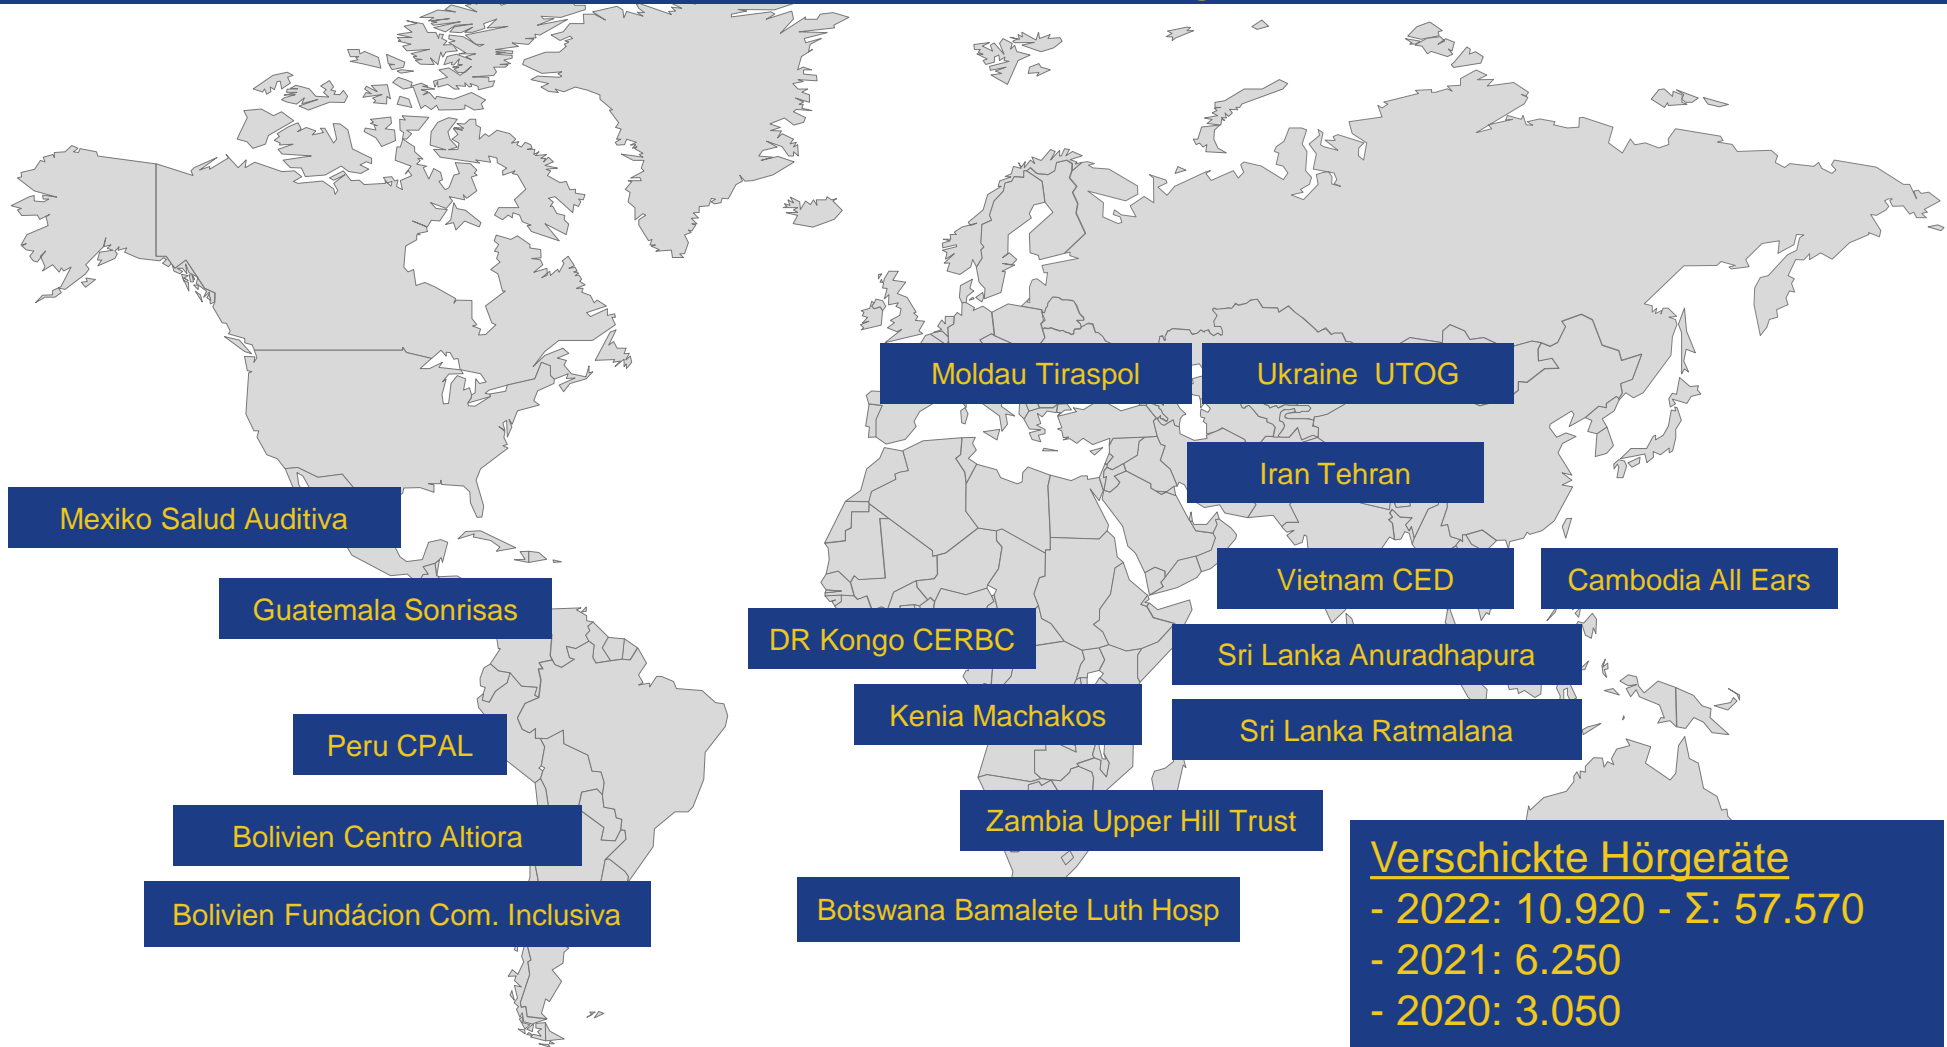 Moldau Tiraspol
Ukraine UTOG
Iran Tehran
Mexiko Salud Auditiva
Vietnam CED
Cambodia All Ears
Guatemala Sonrisas
DR Kongo CERBC
Sri Lanka Anuradhapura
Kenia Machakos
Sri Lanka Ratmalana
Peru CPAL
Zambia Upper Hill Trust
Bolivien Centro Altiora
Bolivien Fundácion Com. Inclusiva
Botswana Bamalete Luth Hosp
Verschickte Hörgeräte
- 2022: 10.920 - Σ: 57.570
- 2021: 6.250
- 2020: 3.050